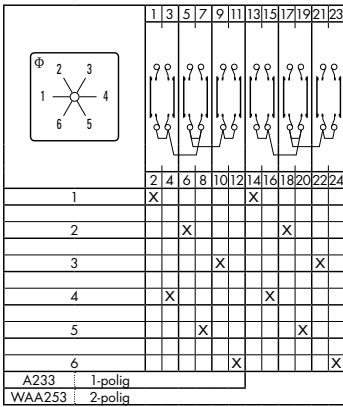 1 3 5 7 9 11 13 15 17 19 21 23
Φ
2 3
1 4
6 5
2 4 6 8 10 12 14 16 18 20 22 24
1 X X
2 X X
3 X X
4 X X
5 X X
6 X X
A233 1-polig
WAA253 2-polig